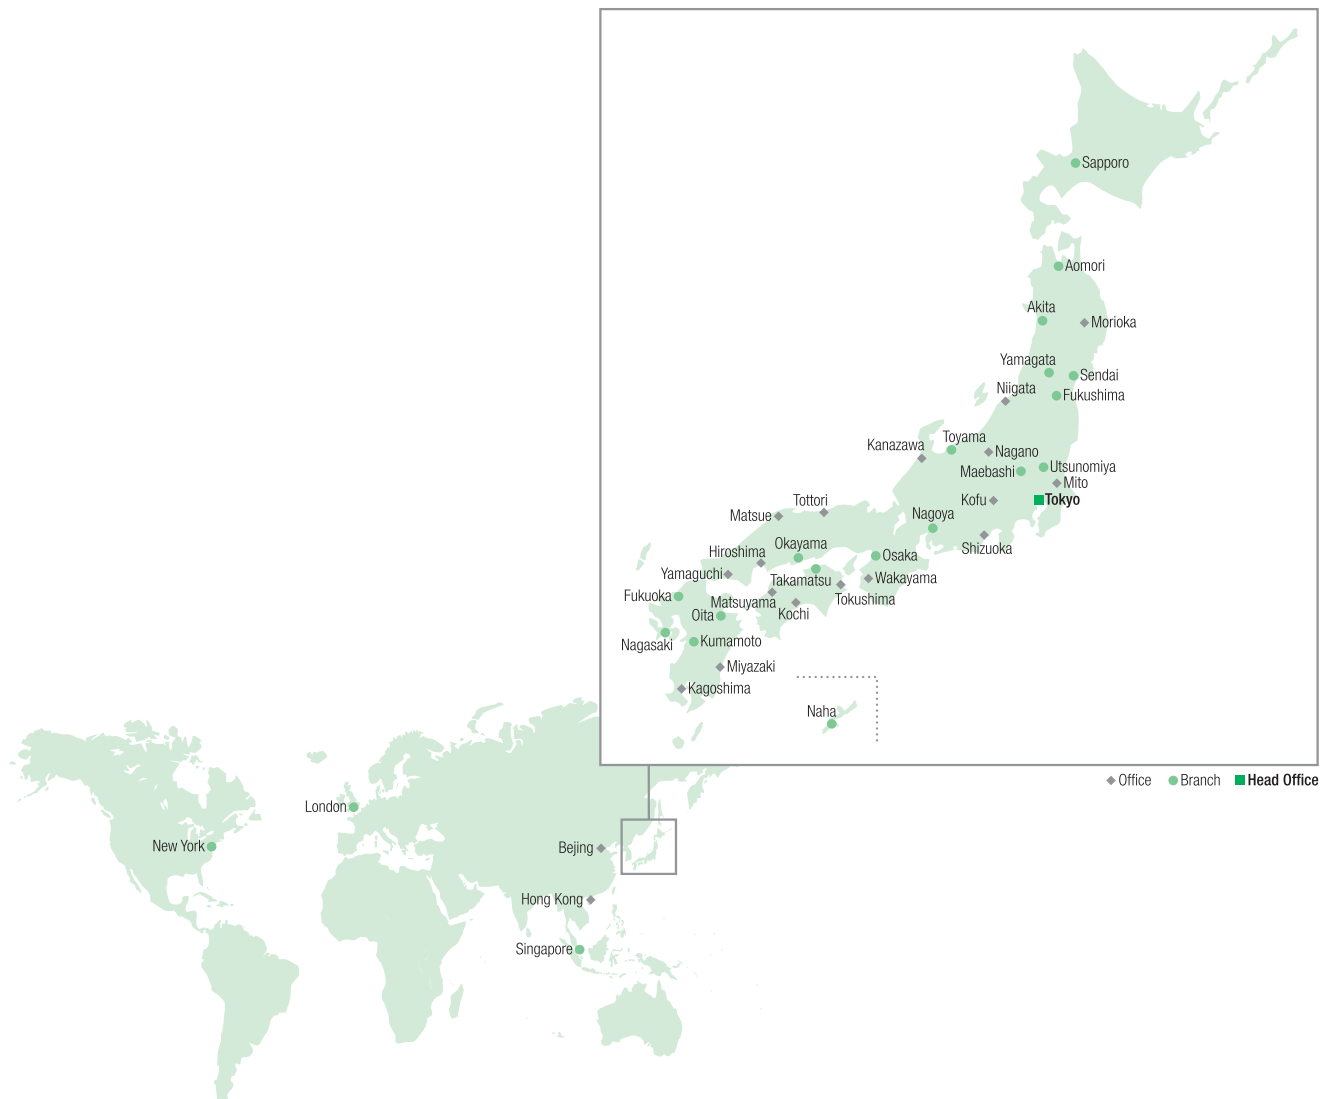 Sapporo
Aomori
Akita
Morioka
Yamagata
Sendai
Niigata
Fukushima
Toyama
Kanazawa
Nagano
Utsunomiya
Maebashi
Mito
Tottori
Kofu
Tokyo
Matsue
Nagoya
Okayama
Shizuoka
Hiroshima
Osaka
Yamaguchi
Takamatsu
Wakayama
Fukuoka
Matsuyama
Tokushima
Oita
Kochi
Nagasaki
Kumamoto
Miyazaki
Kagoshima
Naha
Office
Branch
Head Office
London
New York
Bejing
Hong Kong
Singapore